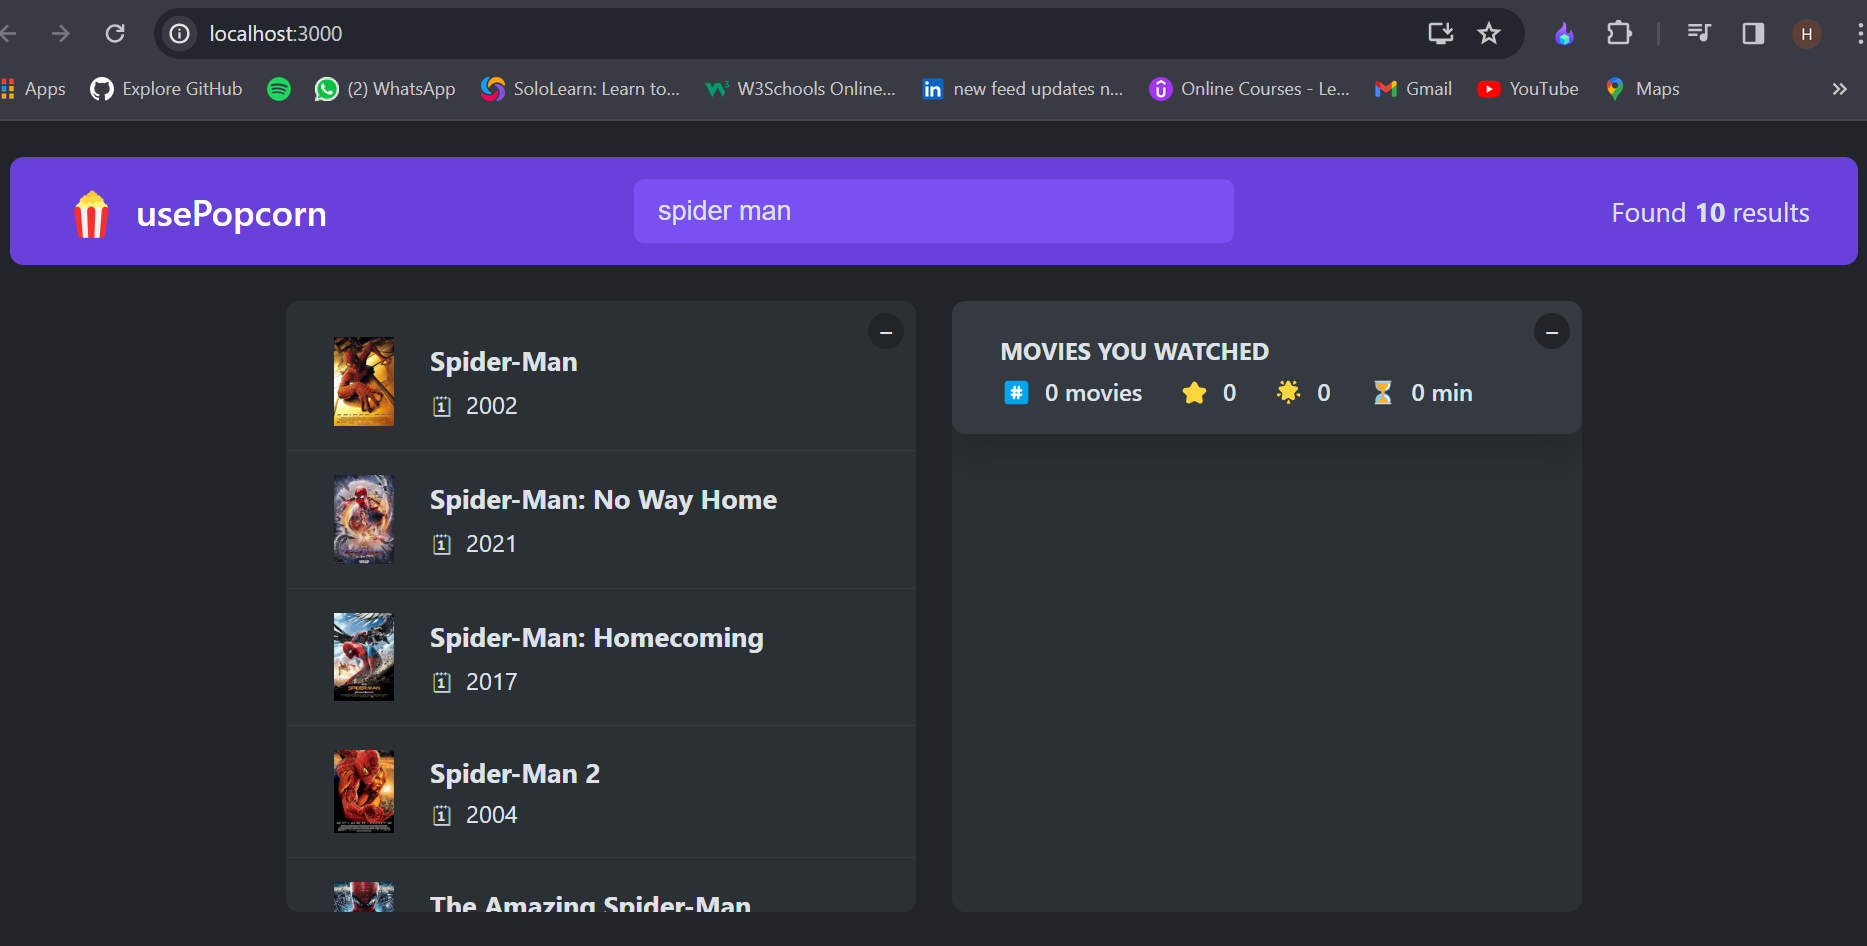 localhost:3000
H
Apps
Explore GitHub
(2) WhatsApp
SoloLearn: Learn to...
W3Schools Online...
new feed updates n...
Online Courses - Le...
Gmail
YouTube
Maps
usePopcorn
spider man
Found 10 results
Spider-Man
2002
Spider-Man: No Way Home
2021
Spider-Man: Homecoming
2017
Spider-Man 2
2004
The Amazing Spider-Man
MOVIES YOU WATCHED
0 movies 0 0 0 min